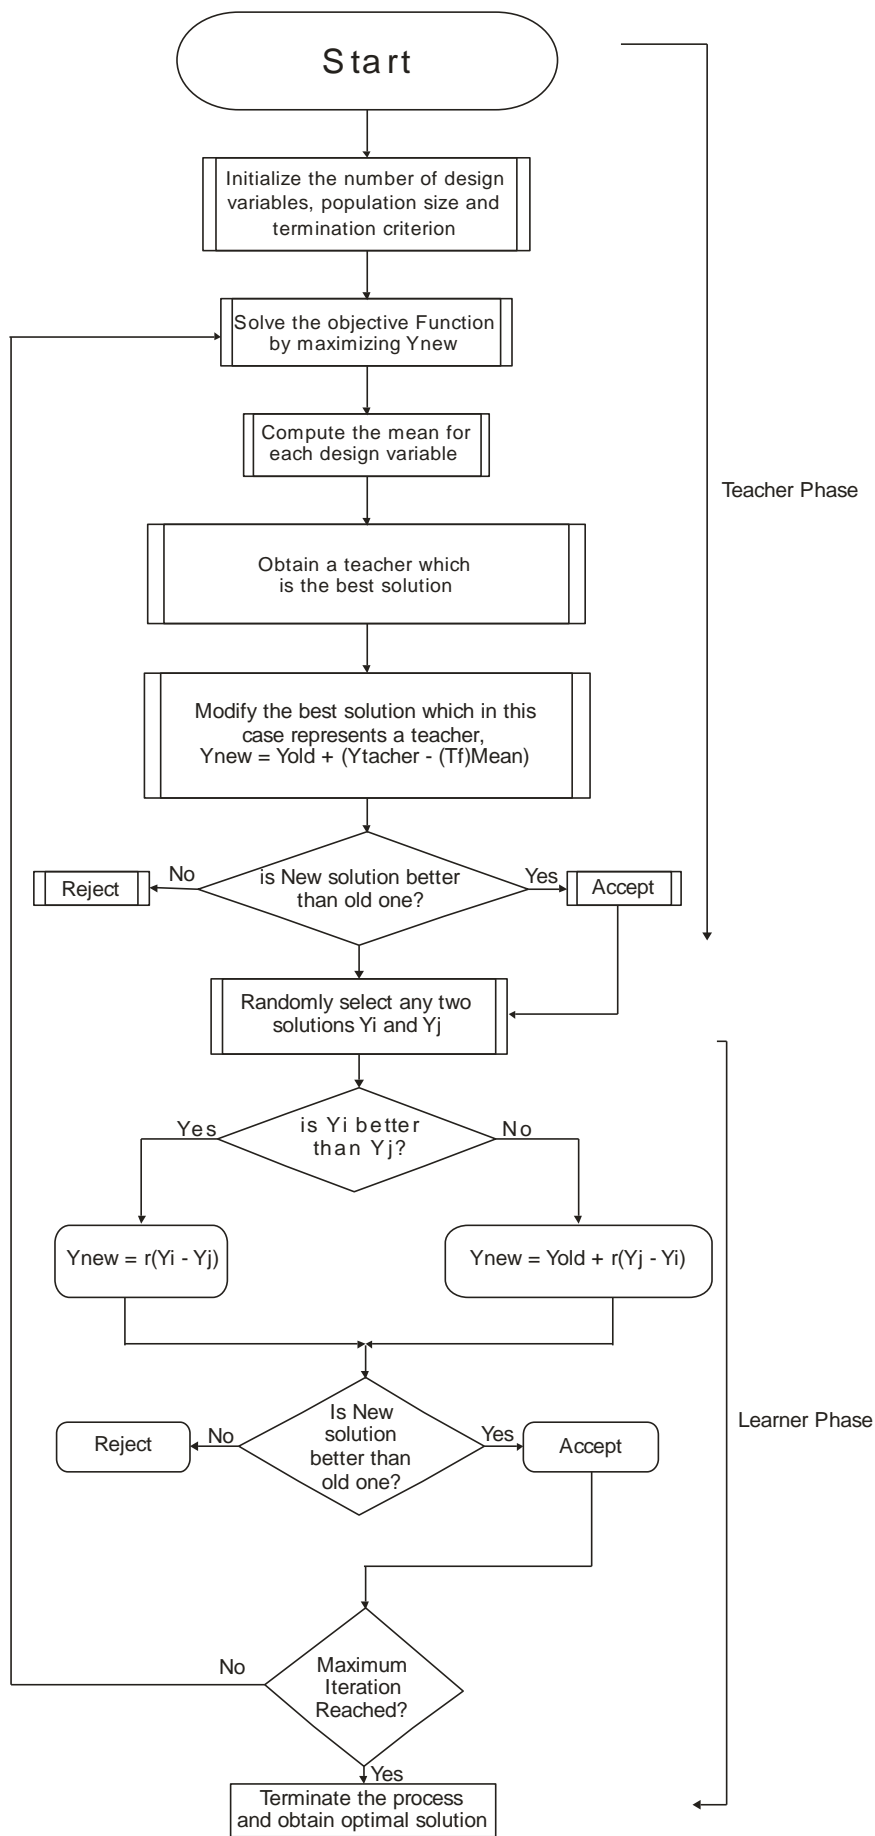 Start
Initialize the number of design
variables, population size and
termination criterion
Solve the objective Function
by maximizing Ynew
Compute the mean for
each design variable
Teacher Phase
Obtain a teacher which
is the best solution
Modify the best solution which in this
case represents a teacher,
Ynew = Yold + (Ytacher - (Tf)Mean)
is New solution better
than old one?
No
Reject
Yes
Accept
Randomly select any two
solutions Yi and Yj
is Yi better
than Yj?
Yes
No
Ynew = r(Yi - Yj)
Ynew = Yold + r(Yj - Yi)
Is New
solution
better than
old one?
No
Reject
Yes
Accept
Learner Phase
Maximum
Iteration
Reached?
No
Yes
Terminate the process
and obtain optimal solution